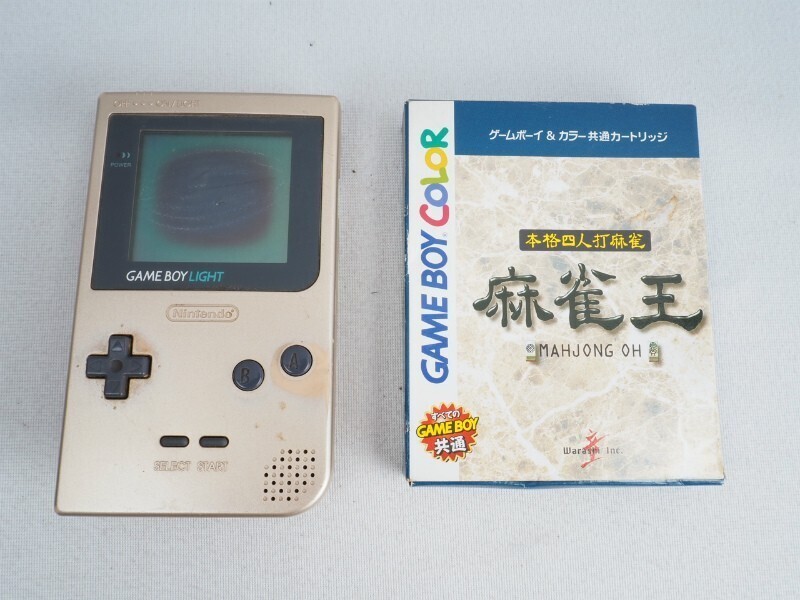 POWER
GAME BOY LIGHT
Nintendo
B
A
SELECT START
GAME BOY COLOR
ゲームボーイ & カラー共通カートリッジ
本格四人打麻雀
麻雀王
MAHJONG OH
すべての
GAME BOY
共通
Warashi Inc.